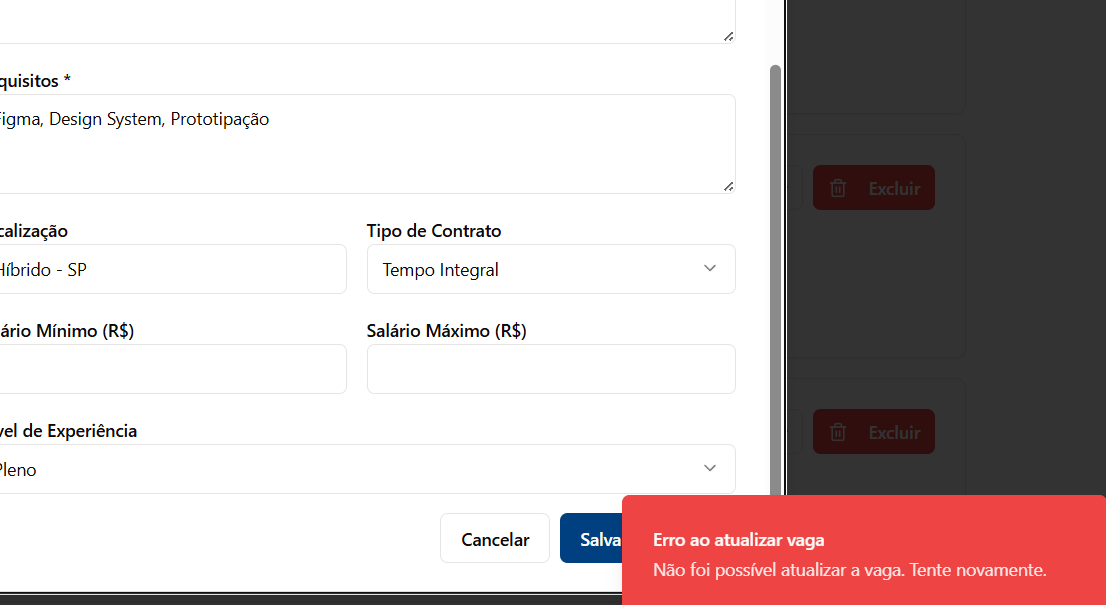 quisitos *
Figma, Design System, Prototipação
Excluir
calização
Tipo de Contrato
Híbrido - SP
Tempo Integral
ário Mínimo (R$)
Salário Máximo (R$)
vel de Experiência
Excluir
Pleno
Cancelar
Salva
Erro ao atualizar vaga
Não foi possível atualizar a vaga. Tente novamente.